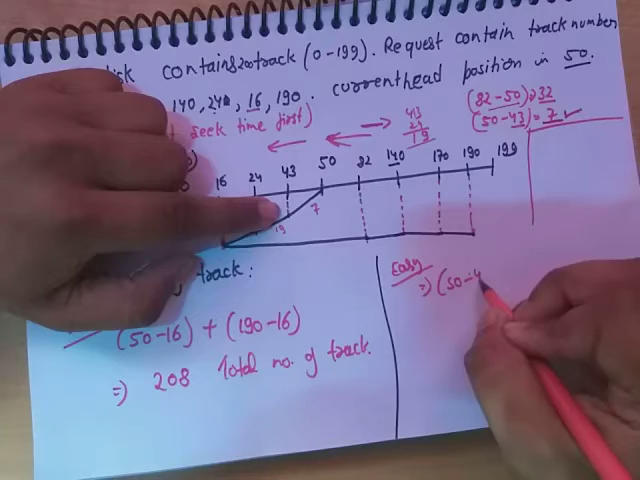 disk contains 200 track (0-199). Request contain track number
140, 24, 16, 190. current head position in 50.
seek time first)
(82-50) = 32
(50-43) = 7 ✓
43
24
19
16 24 43 50 82 140 170 190 199
19 7
track:
(50-16) + (190-16)
=) 208 Total no. of track.
Easy
=) (50-4